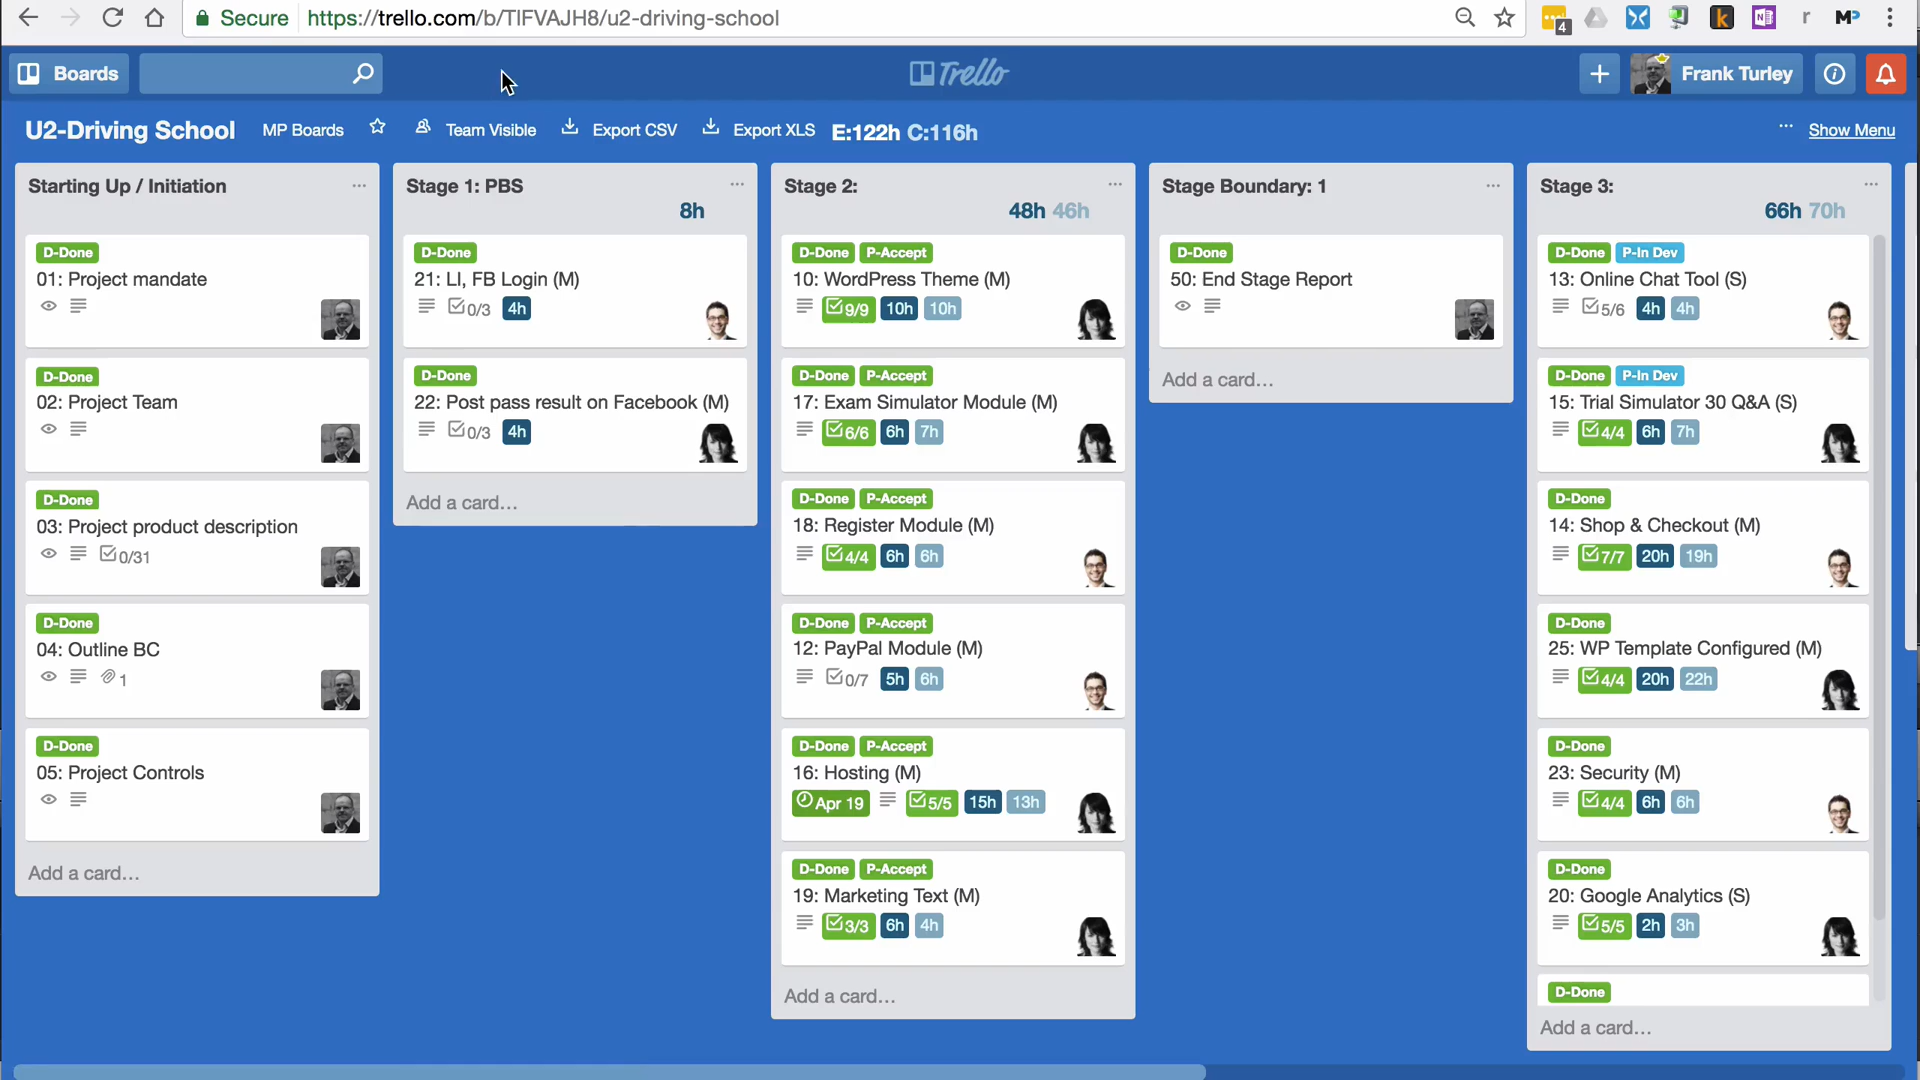 Secure
https://trello.com/b/TIFVAJH8/u2-driving-school
4
Boards
Trello
Frank Turley
U2-Driving School
MP Boards
Team Visible
Export CSV
Export XLS
E:122h C:116h
Show Menu
Starting Up / Initiation
D-Done
01: Project mandate
D-Done
02: Project Team
D-Done
03: Project product description
0/31
D-Done
04: Outline BC
1
D-Done
05: Project Controls
Add a card…
Stage 1: PBS
8h
D-Done
21: LI, FB Login (M)
0/3 4h
D-Done
22: Post pass result on Facebook (M)
0/3 4h
Add a card…
Stage 2:
48h 46h
D-Done P-Accept
10: WordPress Theme (M)
9/9 10h 10h
D-Done P-Accept
17: Exam Simulator Module (M)
6/6 6h 7h
D-Done P-Accept
18: Register Module (M)
4/4 6h 6h
D-Done P-Accept
12: PayPal Module (M)
0/7 5h 6h
D-Done P-Accept
16: Hosting (M)
Apr 19 5/5 15h 13h
D-Done P-Accept
19: Marketing Text (M)
3/3 6h 4h
Add a card…
Stage Boundary: 1
D-Done
50: End Stage Report
Add a card…
Stage 3:
66h 70h
D-Done P-In Dev
13: Online Chat Tool (S)
5/6 4h 4h
D-Done P-In Dev
15: Trial Simulator 30 Q&A (S)
4/4 6h 7h
D-Done
14: Shop & Checkout (M)
7/7 20h 19h
D-Done
25: WP Template Configured (M)
4/4 20h 22h
D-Done
23: Security (M)
4/4 6h 6h
D-Done
20: Google Analytics (S)
5/5 2h 3h
D-Done
Add a card…